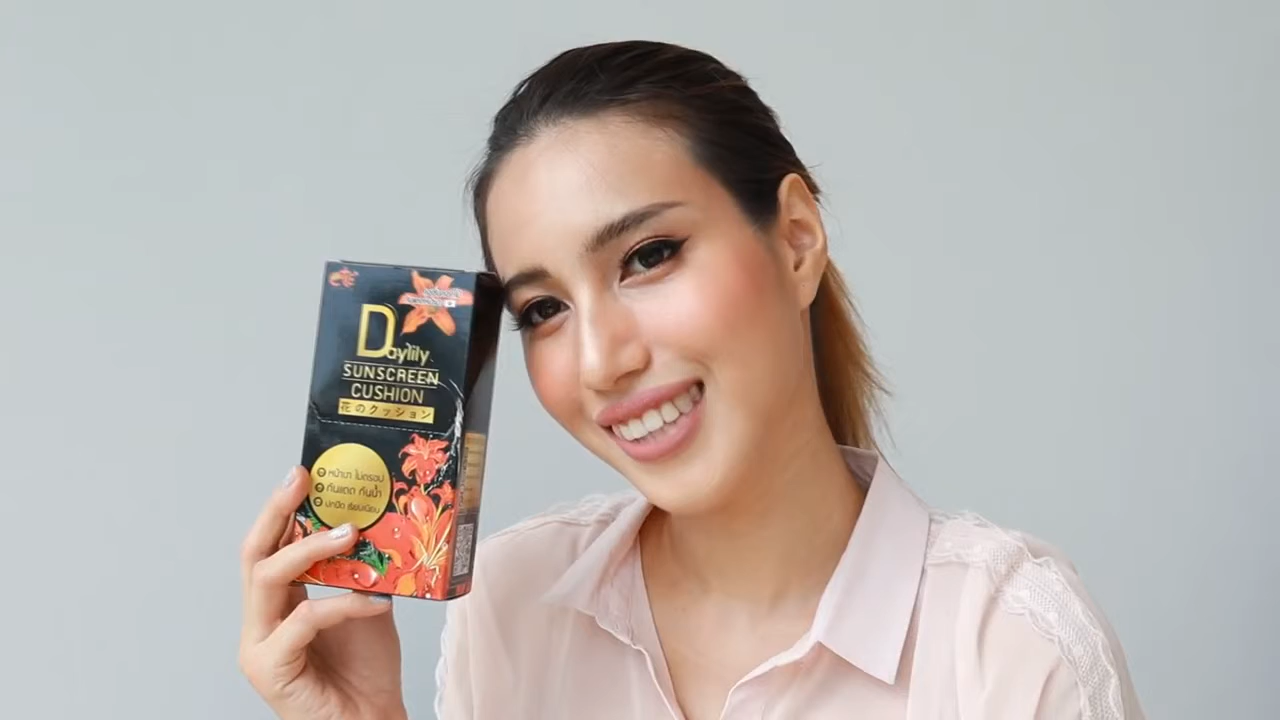 Daylily
SUNSCREEN
CUSHION
花のクッション
หน้าเงา ไม่ดรอป
กันแดด กันน้ำ
ปกปิด เรียบเนียน